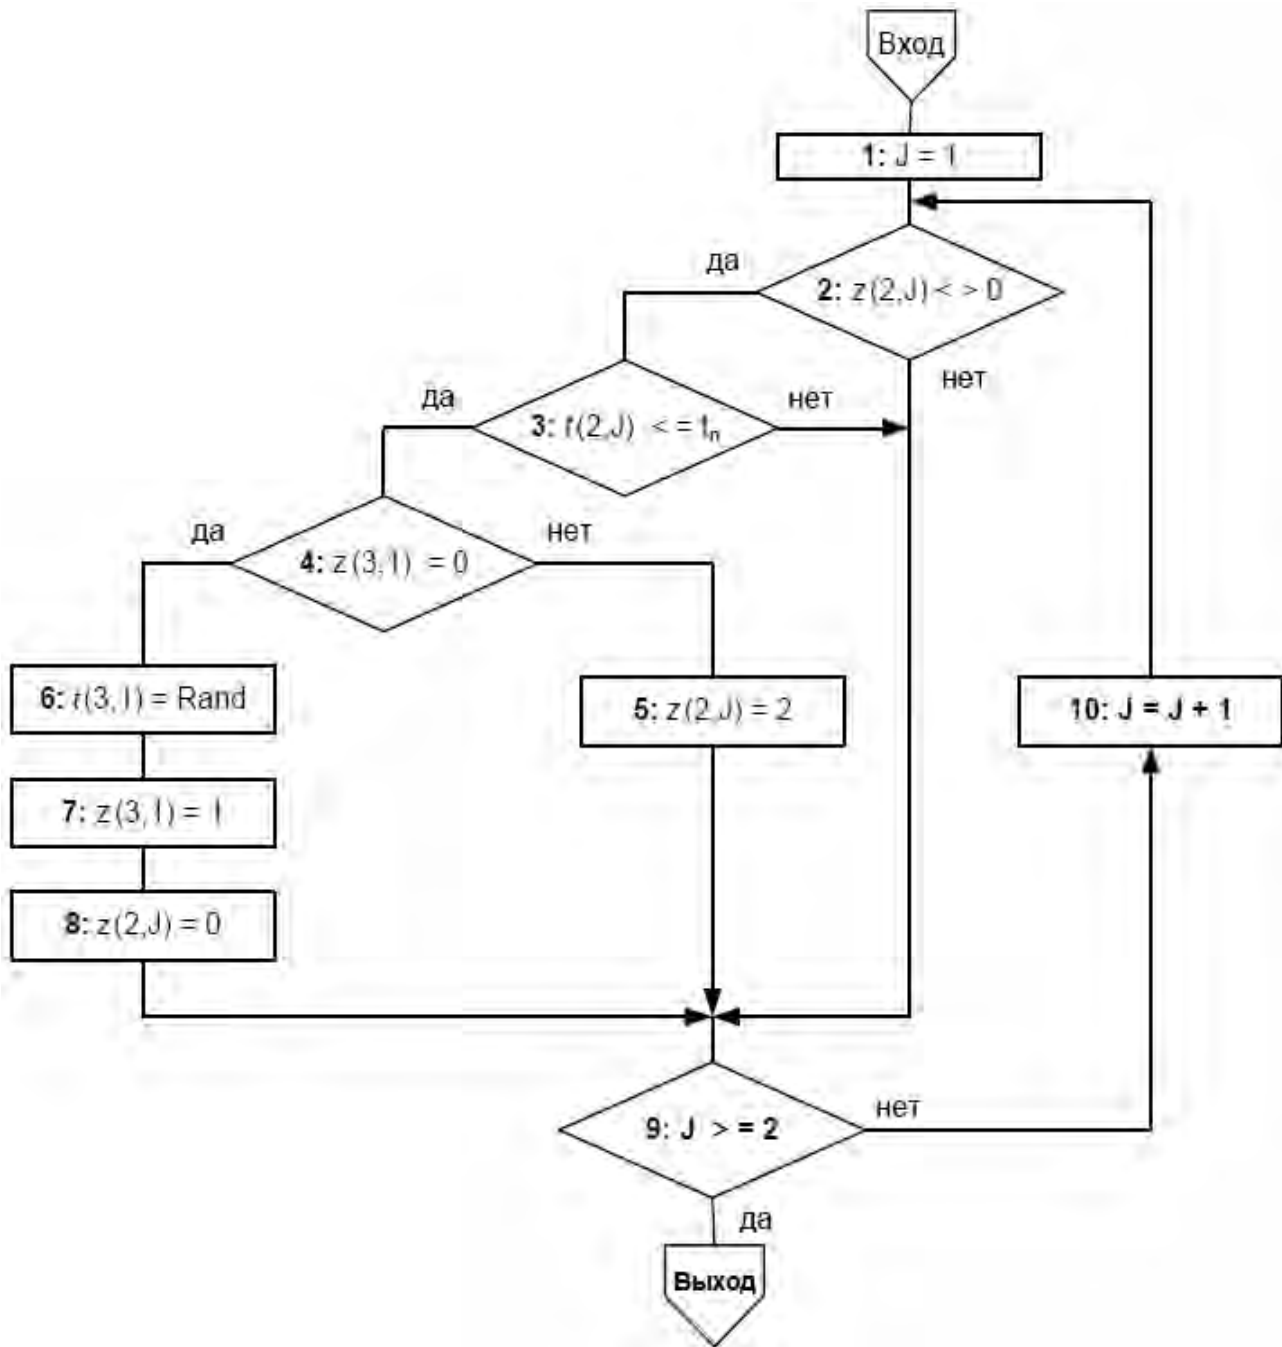 Вход
1: J = 1
да
2: z(2,J) < > 0
нет
да
3: t(2,J) < = tₙ
нет
да
4: z(3,1) = 0
нет
6: t(3,1) = Rand
5: z(2,J) = 2
10: J = J + 1
7: z(3,1) = 1
8: z(2,J) = 0
9: J > = 2
нет
да
Выход